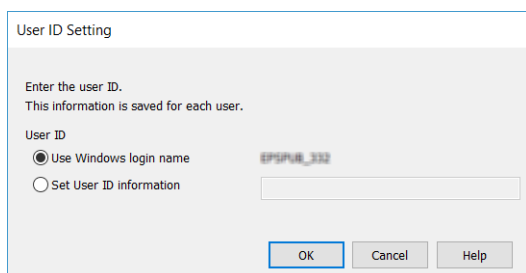 User ID Setting
Enter the user ID.
This information is saved for each user.
User ID
Use Windows login name
Set User ID information
OK Cancel Help